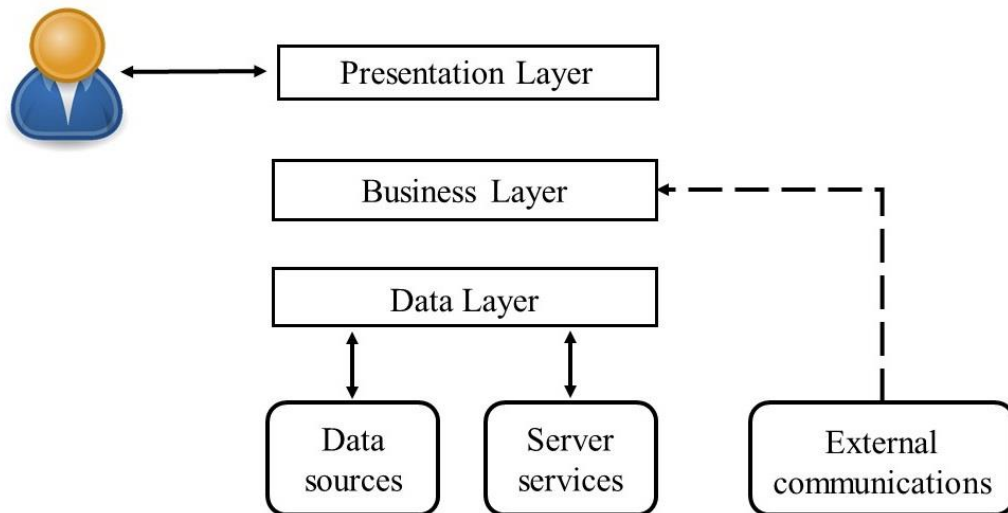 Presentation Layer
Business Layer
Data Layer
Data
sources
Server
services
External
communications